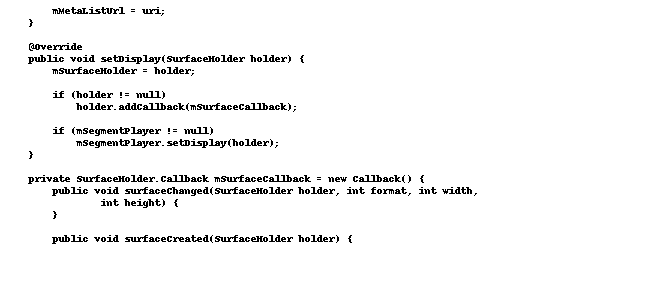 mMetaListUrl = uri;
}
@Override
public void setDisplay(SurfaceHolder holder) {
mSurfaceHolder = holder;
if (holder != null)
holder.addCallback(mSurfaceCallback);
if (mSegmentPlayer != null)
mSegmentPlayer.setDisplay(holder);
}
private SurfaceHolder.Callback mSurfaceCallback = new Callback() {
public void surfaceChanged(SurfaceHolder holder, int format, int width,
int height) {
}
public void surfaceCreated(SurfaceHolder holder) {